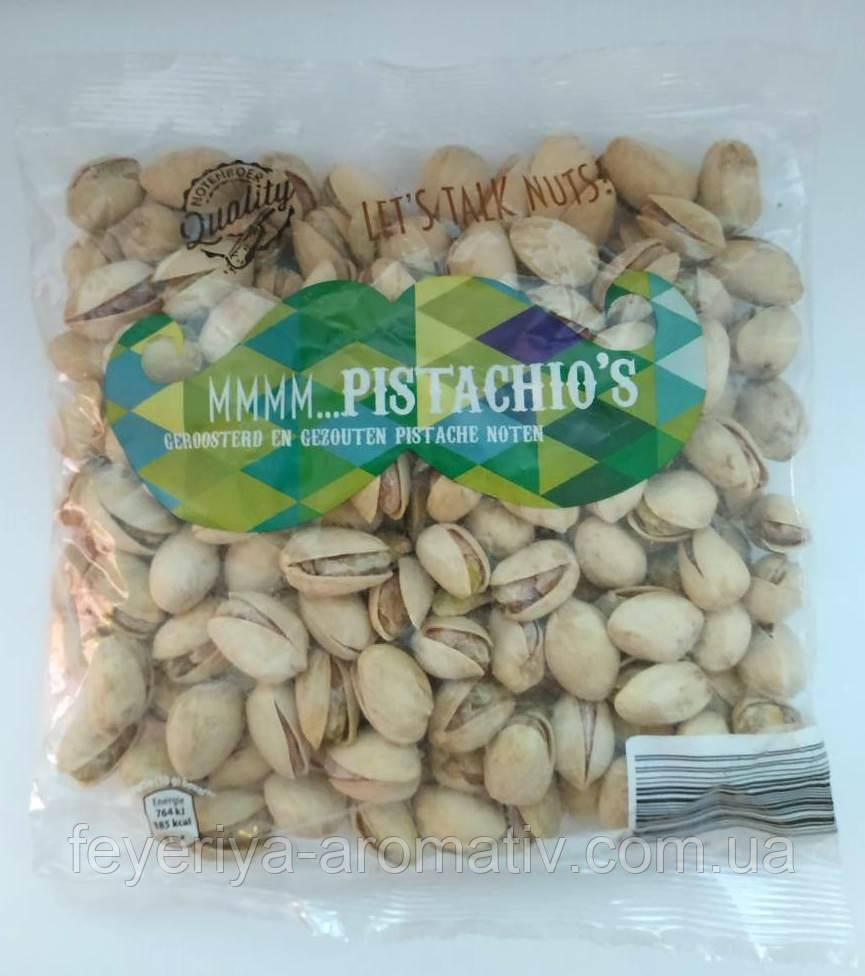 NOTENBOER
Quality
LET'S TALK NUTS!
MMMM...PISTACHIO'S
GEROOSTERD EN GEZOUTEN PISTACHE NOTEN
Energie
764 kJ
185 kcal
feyeriya-aromativ.com.ua